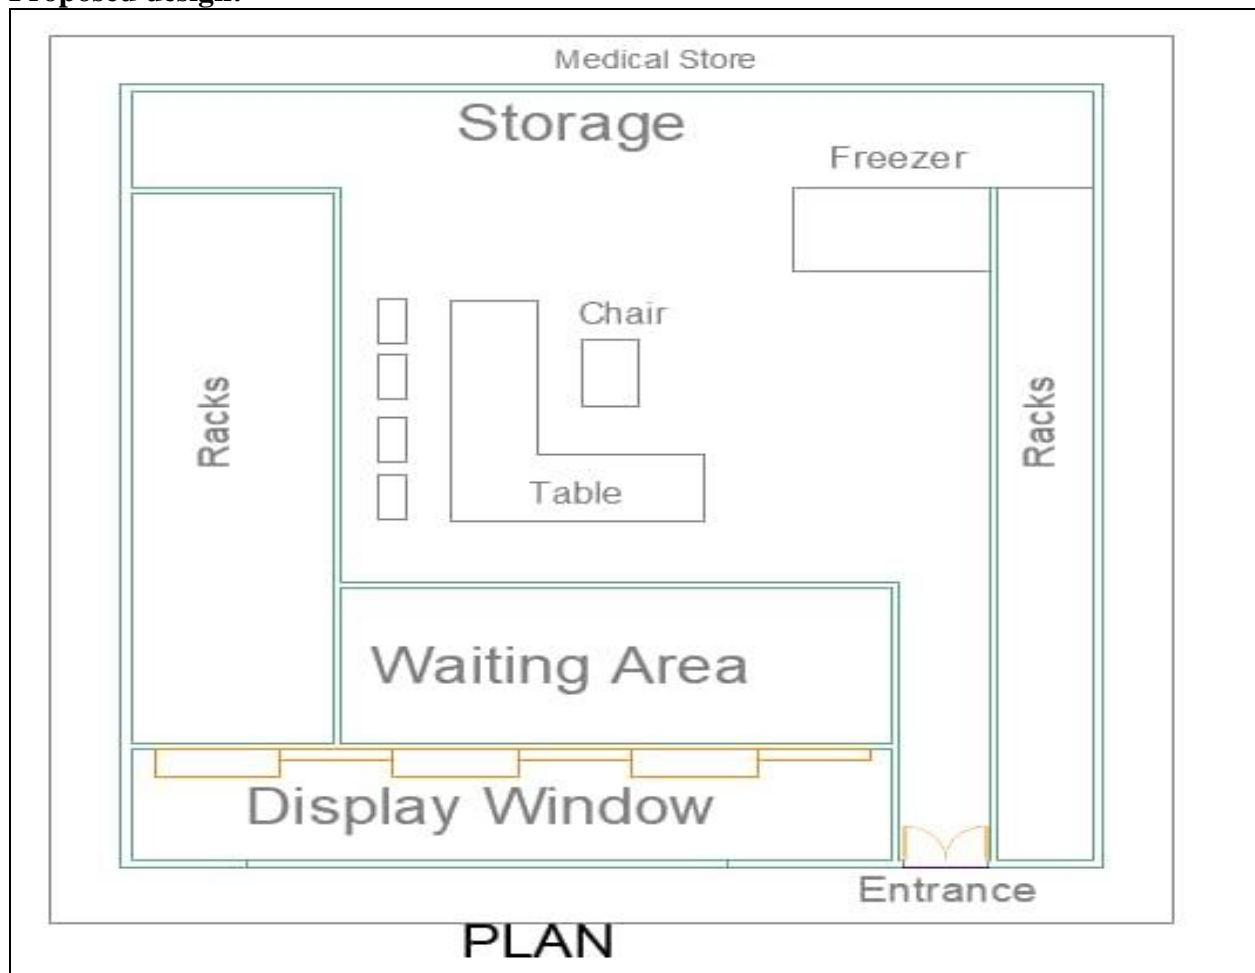 Proposed design:
Medical Store
Storage
Freezer
Chair
Racks
Racks
Table
Waiting Area
Display Window
Entrance
PLAN